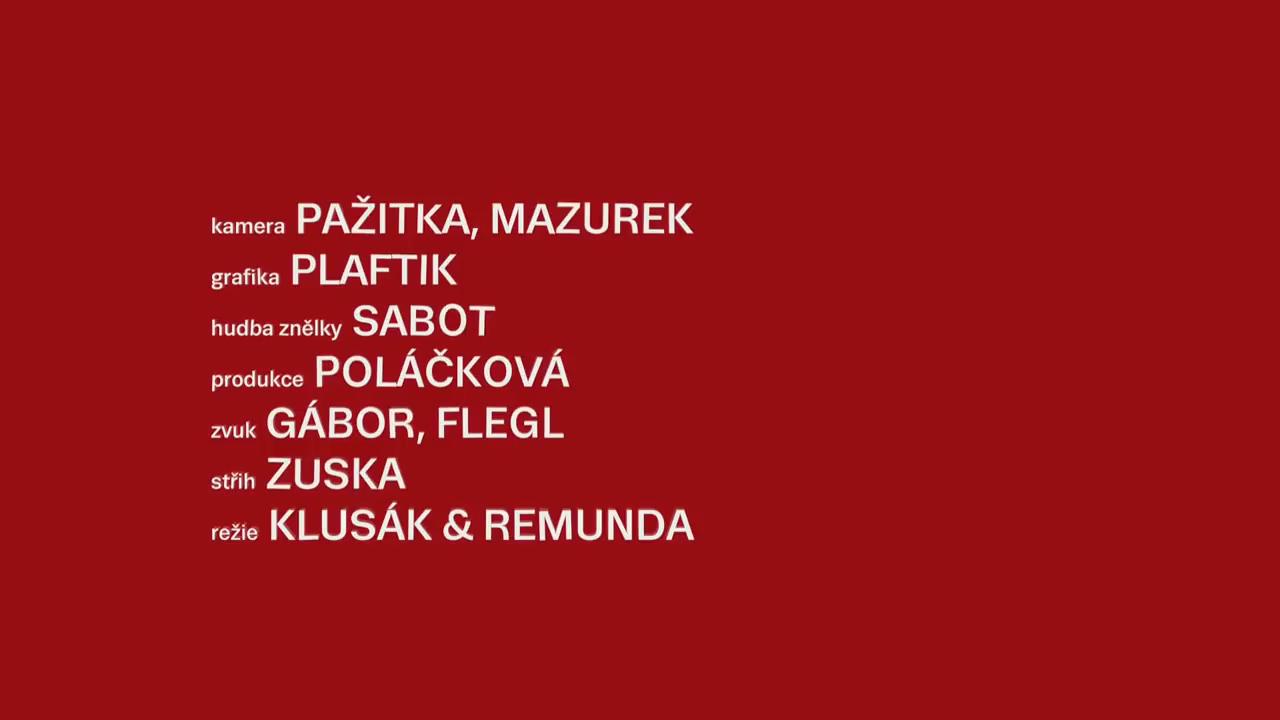 kamera PAŽITKA, MAZUREK
grafika PLAFTIK
hudba znělky SABOT
produkce POLÁČKOVÁ
zvuk GÁBOR, FLEGL
střih ZUSKA
režie KLUSÁK & REMUNDA